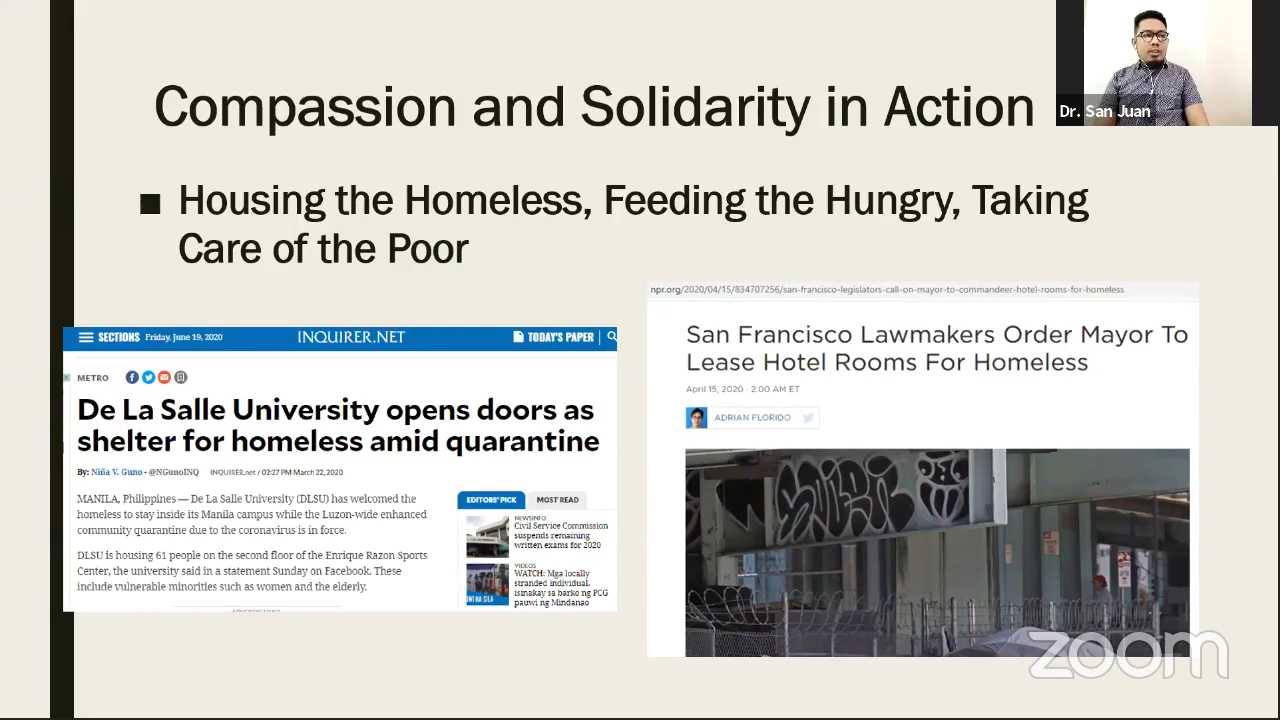 Compassion and Solidarity in Action
Dr. San Juan
■ Housing the Homeless, Feeding the Hungry, Taking
Care of the Poor
SECTIONS Friday, June 19, 2020 INQUIRER.NET TODAY'S PAPER
METRO
De La Salle University opens doors as
shelter for homeless amid quarantine
By: Niña V. Guno - @NGunoINQ INQUIRER.net / 02:27 PM March 22, 2020
MANILA, Philippines — De La Salle University (DLSU) has welcomed the
homeless to stay inside its Manila campus while the Luzon-wide enhanced
community quarantine due to the coronavirus is in force.
DLSU is housing 61 people on the second floor of the Enrique Razon Sports
Center, the university said in a statement Sunday on Facebook. These
include vulnerable minorities such as women and the elderly.
EDITORS' PICK MOST READ
NEWSINFO
Civil Service Commission
suspends remaining
written exams for 2020
VIDEOS
WATCH: Mga locally
stranded individual,
isinakay sa barko ng PCG
pauwi ng Mindanao
npr.org/2020/04/15/834707256/san-francisco-legislators-call-on-mayor-to-commandeer-hotel-rooms-for-homeless
San Francisco Lawmakers Order Mayor To
Lease Hotel Rooms For Homeless
April 15, 2020 · 2:00 AM ET
ADRIAN FLORIDO
zoom